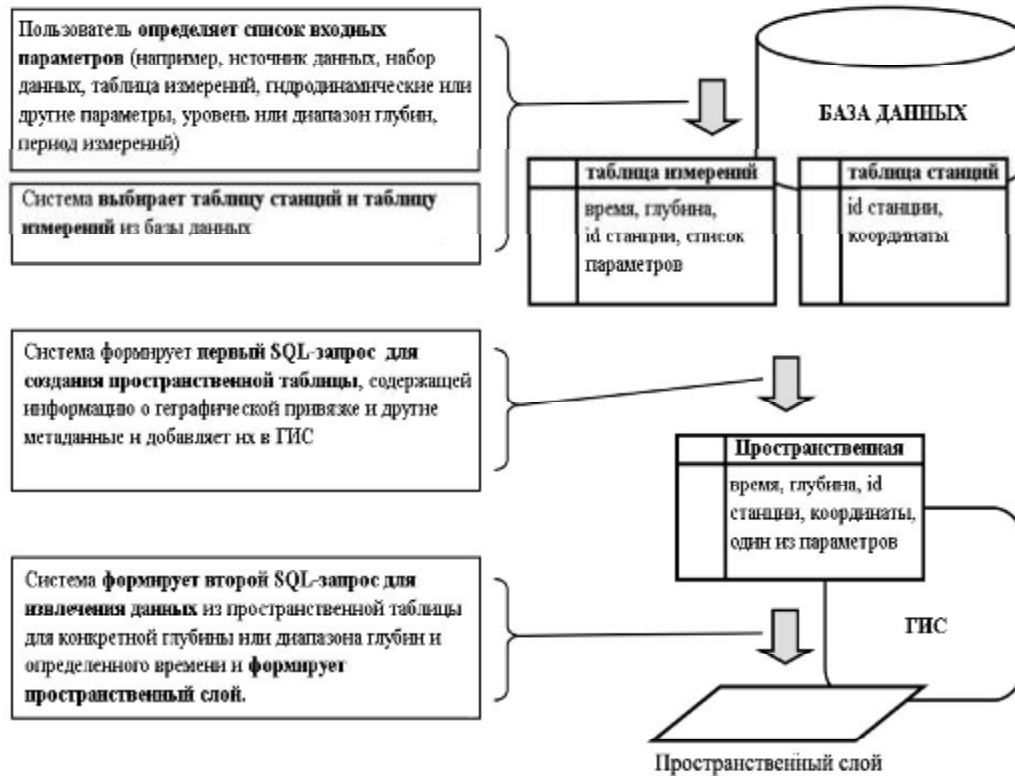 Пользователь определяет список входных
параметров (например, источник данных, набор
данных, таблица измерений, гидродинамические или
другие параметры, уровень или диапазон глубин,
период измерений)
Система выбирает таблицу станций и таблицу
измерений из базы данных
БАЗА ДАННЫХ
таблица измерений
время, глубина,
id станции, список
параметров
таблица станций
id станции,
координаты
Система формирует первый SQL-запрос для
создания пространственной таблицы, содержащей
информацию о геграфической привязке и другие
метаданные и добавляет их в ГИС
Пространственная
время, глубина, id
станции, координаты,
один из параметров
Система формирует второй SQL-запрос для
извлечения данных из пространственной таблицы
для конкретной глубины или диапазона глубин и
определенного времени и формирует
пространственный слой.
ГИС
Пространственный слой